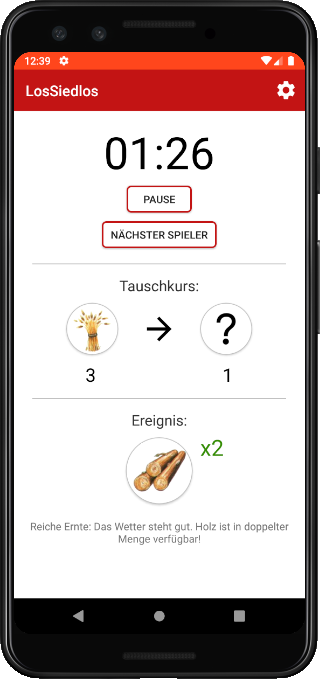 12:39
LosSiedlos
01:26
PAUSE
NÄCHSTER SPIELER
Tauschkurs:
?
3 1
Ereignis:
x2
Reiche Ernte: Das Wetter steht gut. Holz ist in doppelter
Menge verfügbar!